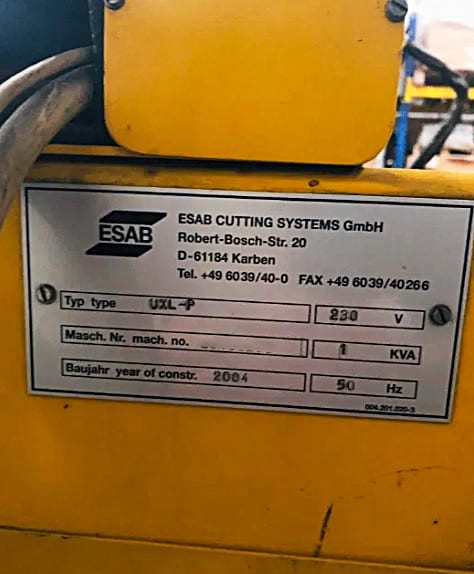 ESAB
ESAB CUTTING SYSTEMS GmbH
Robert-Bosch-Str. 20
D-61184 Karben
Tel. +49 6039/40-0 FAX +49 6039/40266
Typ type UXL-P 230 V
Masch. Nr. mach. no. 1 KVA
Baujahr year of constr. 2004 50 Hz
004.201.020-3